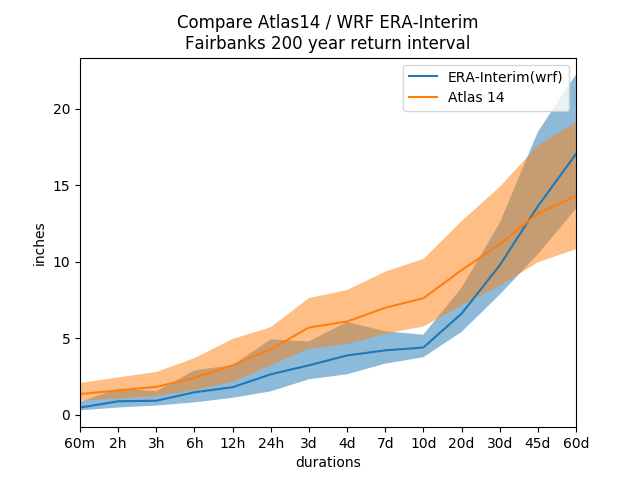 Compare Atlas14 / WRF ERA-Interim
Fairbanks 200 year return interval
ERA-Interim(wrf)
Atlas 14
20
15
10
5
0
inches
60m 2h 3h 6h 12h 24h 3d 4d 7d 10d 20d 30d 45d 60d
durations